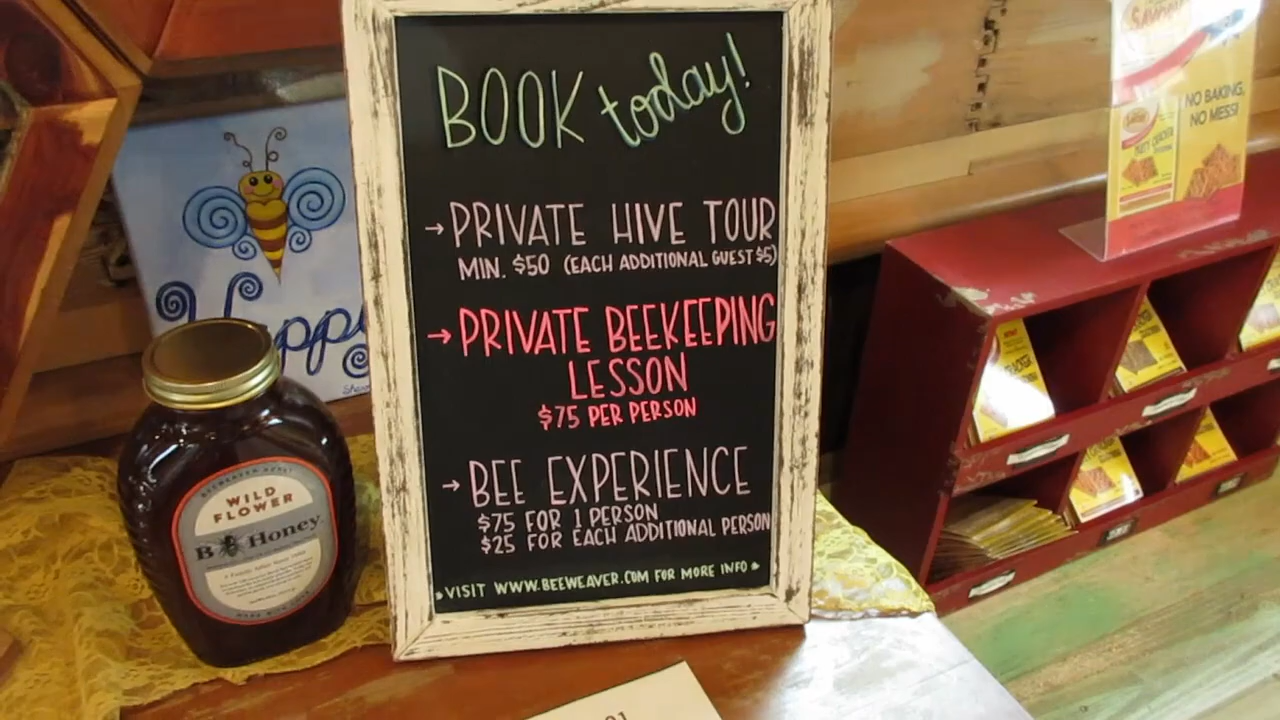 BOOK today!
→ PRIVATE HIVE TOUR
MIN. $50 (EACH ADDITIONAL GUEST $5)
→ PRIVATE BEEKEEPING
LESSON
$75 PER PERSON
→ BEE EXPERIENCE
$75 FOR 1 PERSON
$25 FOR EACH ADDITIONAL PERSON
VISIT WWW.BEEWEAVER.COM FOR MORE INFO
WILD
FLOWER
B Honey
NO BAKING,
NO MESS!